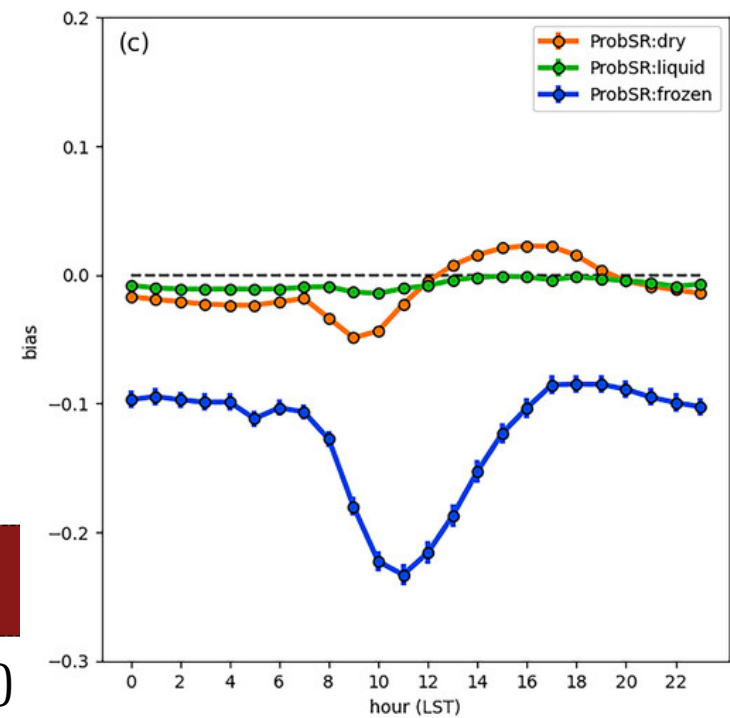 (c)
ProbSR:dry
ProbSR:liquid
ProbSR:frozen
0.2
0.1
0.0
−0.1
−0.2
−0.3
bias
0 2 4 6 8 10 12 14 16 18 20 22
hour (LST)
0